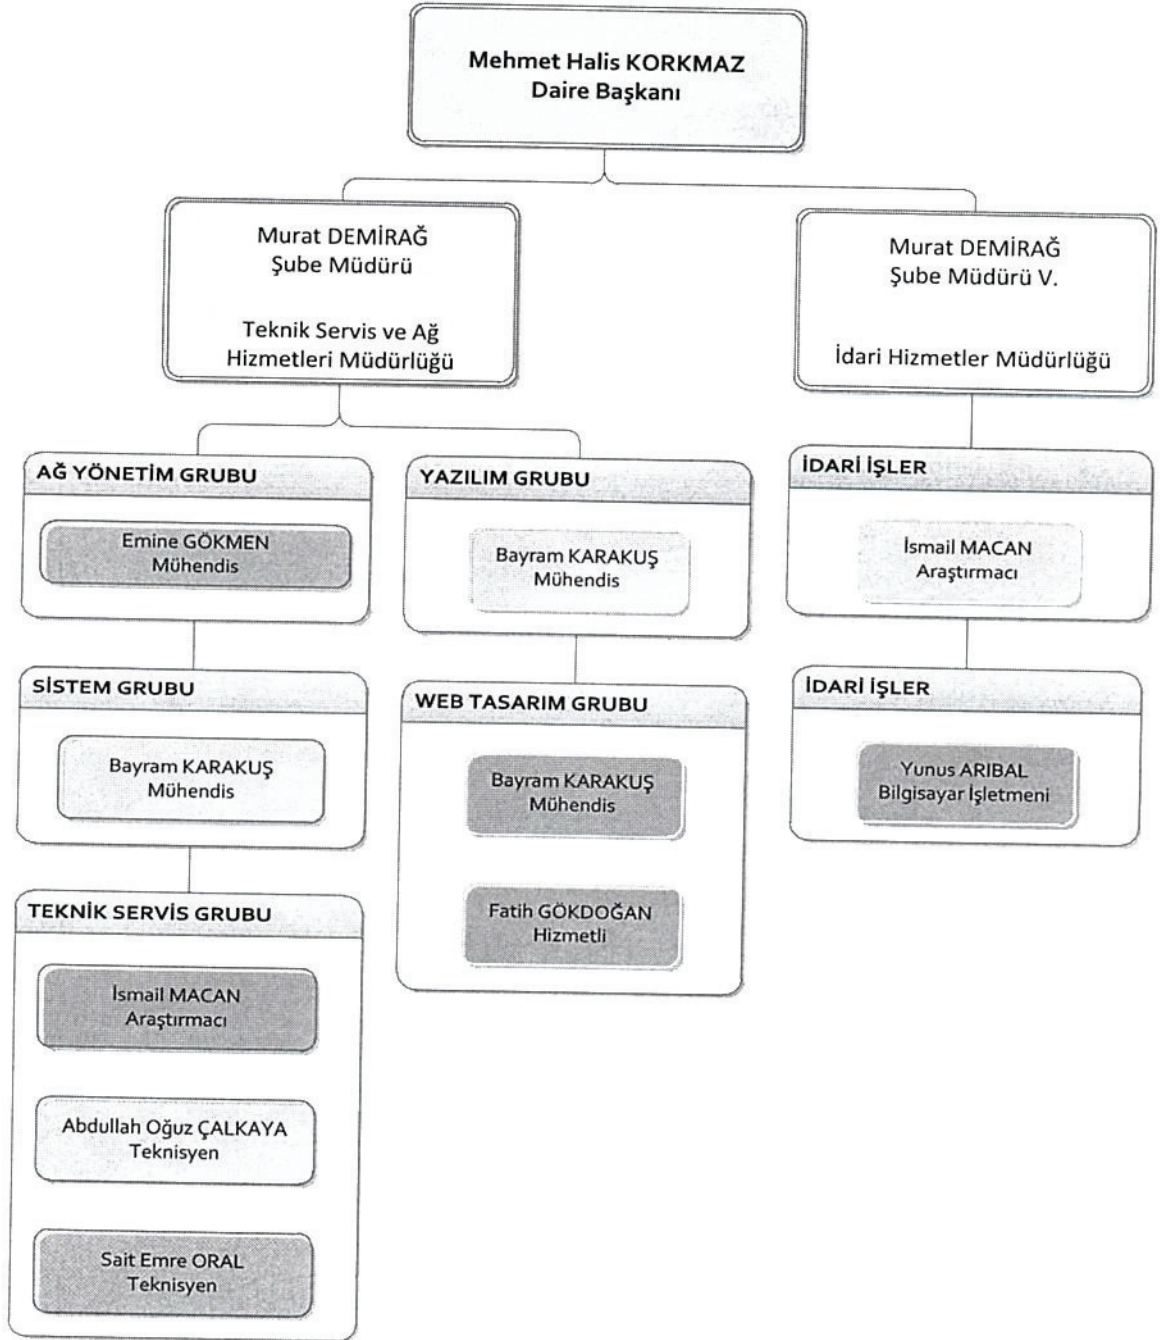 Mehmet Halis KORKMAZ
Daire Başkanı
Murat DEMİRAĞ
Şube Müdürü
Teknik Servis ve Ağ
Hizmetleri Müdürlüğü
Murat DEMİRAĞ
Şube Müdürü V.
İdari Hizmetler Müdürlüğü
AĞ YÖNETİM GRUBU
Emine GÖKMEN
Mühendis
SİSTEM GRUBU
Bayram KARAKUŞ
Mühendis
TEKNİK SERVİS GRUBU
İsmail MACAN
Araştırmacı
Abdullah Oğuz ÇALKAYA
Teknisyen
Sait Emre ORAL
Teknisyen
YAZILIM GRUBU
Bayram KARAKUŞ
Mühendis
WEB TASARIM GRUBU
Bayram KARAKUŞ
Mühendis
Fatih GÖKDOĞAN
Hizmetli
İDARİ İŞLER
İsmail MACAN
Araştırmacı
İDARİ İŞLER
Yunus ARIBAL
Bilgisayar İşletmeni